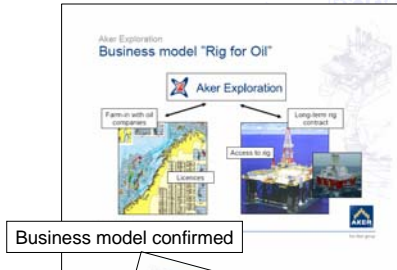 Aker Exploration
Business model "Rig for Oil"
Aker Exploration
Farm-in with oil
companies
Long-term rig
contract
Access to rig
Licences
AKER
Business model confirmed